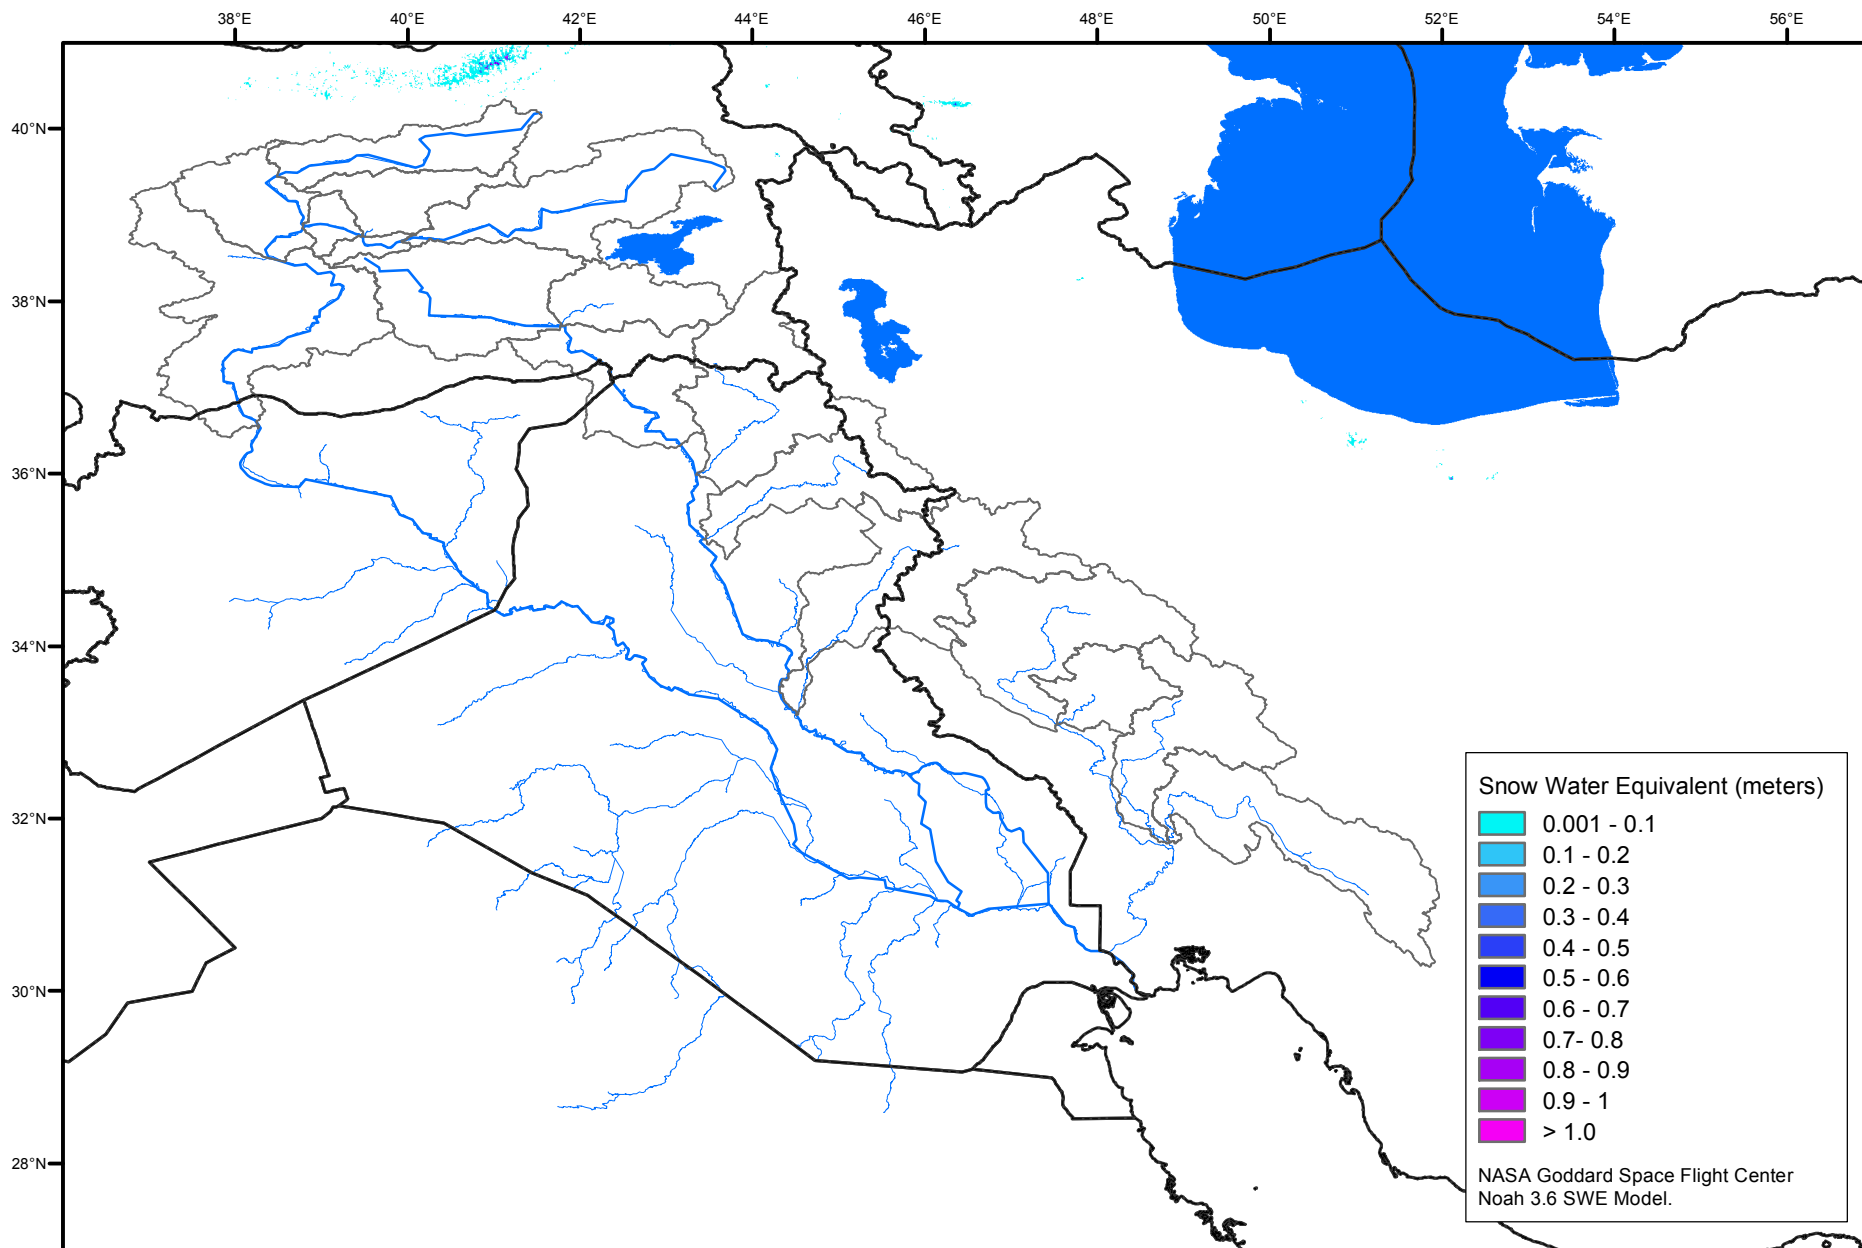 38°E 40°E 42°E 44°E 46°E 48°E 50°E 52°E 54°E 56°E
40°N
38°N
36°N
34°N
32°N
30°N
28°N
Snow Water Equivalent (meters)
0.001 - 0.1
0.1 - 0.2
0.2 - 0.3
0.3 - 0.4
0.4 - 0.5
0.5 - 0.6
0.6 - 0.7
0.7- 0.8
0.8 - 0.9
0.9 - 1
> 1.0
NASA Goddard Space Flight Center
Noah 3.6 SWE Model.